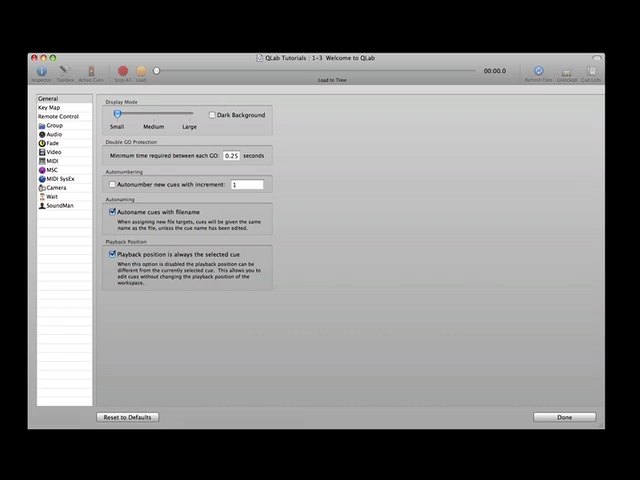 QLab Tutorials : 1-3 Welcome to QLab
Inspector Toolbox Active Cues Stop All Load 00:00.0 Refresh Files Unlocked Cue Lists
Load to Time
General
Key Map
Remote Control
Group
Audio
Fade
Video
MIDI
MSC
MIDI SysEx
Camera
Wait
SoundMan
Display Mode
Dark Background
Small Medium Large
Double GO Protection
Minimum time required between each GO: 0.25 seconds
Autonumbering
Autonumber new cues with increment: 1
Autonaming
Autoname cues with filename
When assigning new file targets, cues will be given the same
name as the file, unless the cue name has been edited.
Playback Position
Playback position is always the selected cue
When this option is disabled the playback position can be
different from the currently selected cue. This allows you to
edit cues without changing the playback position of the
workspace.
Reset to Defaults
Done